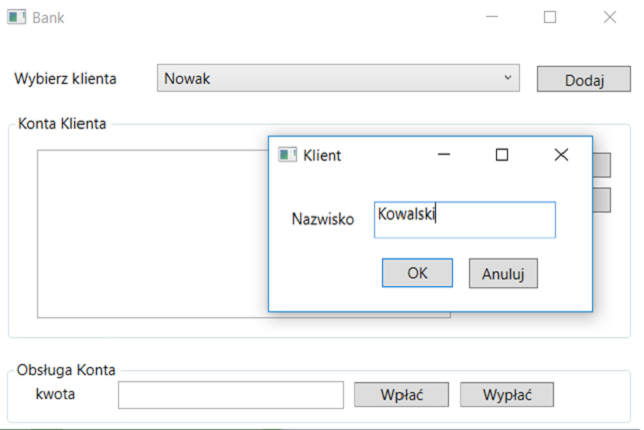 Bank
Wybierz klienta Nowak Dodaj
Konta Klienta
Klient
Nazwisko Kowalski
OK Anuluj
Obsługa Konta
kwota Wpłać Wypłać